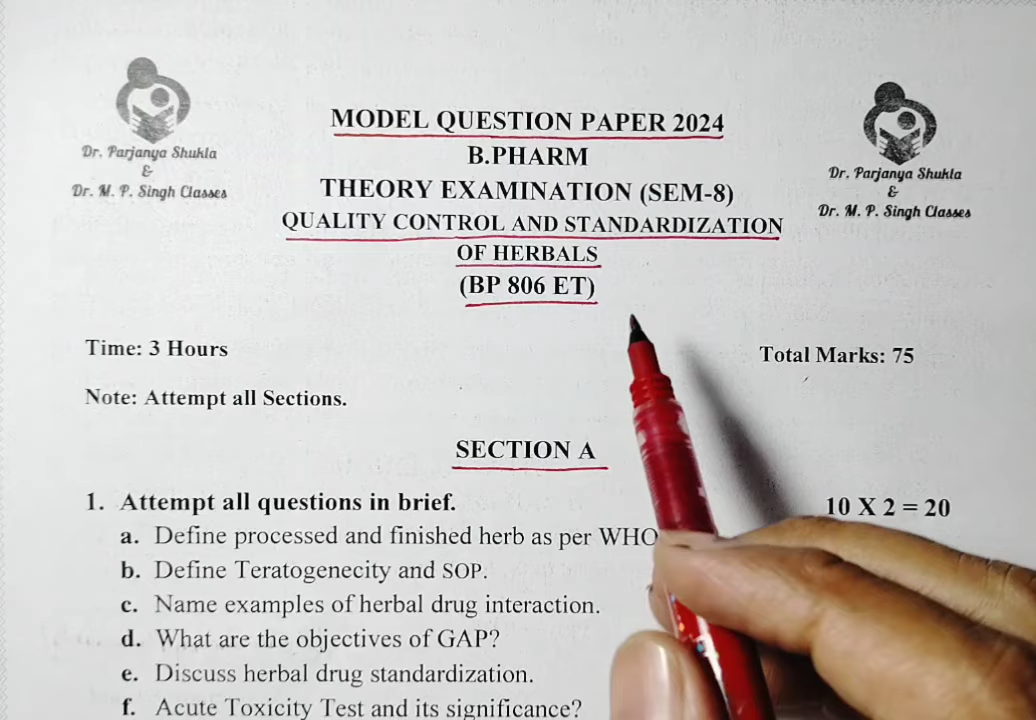 Dr. Parjanya Shukla
&
Dr. M. P. Singh Classes
MODEL QUESTION PAPER 2024
B.PHARM
THEORY EXAMINATION (SEM-8)
QUALITY CONTROL AND STANDARDIZATION
OF HERBALS
(BP 806 ET)
Dr. Parjanya Shukla
&
Dr. M. P. Singh Classes
Time: 3 Hours
Total Marks: 75
Note: Attempt all Sections.
SECTION A
1. Attempt all questions in brief. 10 X 2 = 20
a. Define processed and finished herb as per WHO
b. Define Teratogenecity and SOP.
c. Name examples of herbal drug interaction.
d. What are the objectives of GAP?
e. Discuss herbal drug standardization.
f. Acute Toxicity Test and its significance?